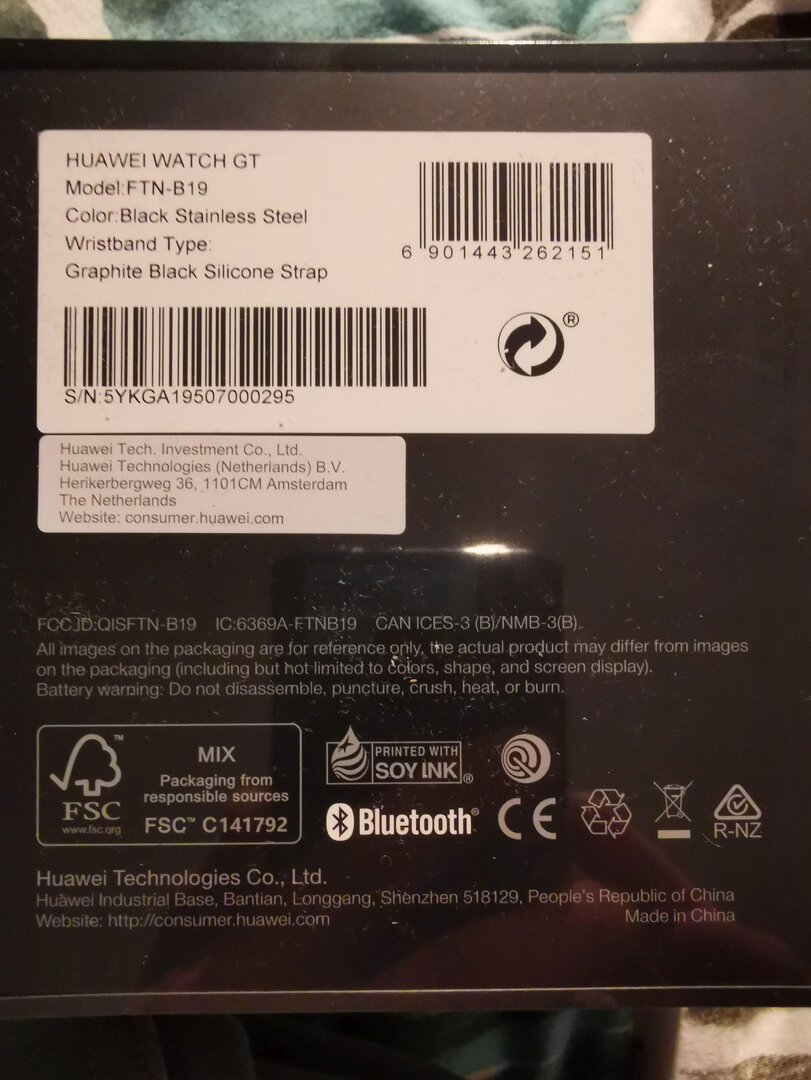 HUAWEI WATCH GT
Model:FTN-B19
Color:Black Stainless Steel
Wristband Type:
Graphite Black Silicone Strap
6 901443 262151
®
S/N:5YKGA19507000295
Huawei Tech. Investment Co., Ltd.
Huawei Technologies (Netherlands) B.V.
Herikerbergweg 36, 1101CM Amsterdam
The Netherlands
Website: consumer.huawei.com
FCC ID:QISFTN-B19 IC:6369A-FTNB19 CAN ICES-3 (B)/NMB-3(B)
All images on the packaging are for reference only, the actual product may differ from images
on the packaging (including but not limited to colors, shape, and screen display).
Battery warning: Do not disassemble, puncture, crush, heat, or burn.
FSC™
www.fsc.org
MIX
Packaging from
responsible sources
FSC™ C141792
PRINTED WITH
SOY INK®
Bluetooth®
CE
R-NZ
Huawei Technologies Co., Ltd.
Huawei Industrial Base, Bantian, Longgang, Shenzhen 518129, People's Republic of China
Website: http://consumer.huawei.com
Made in China